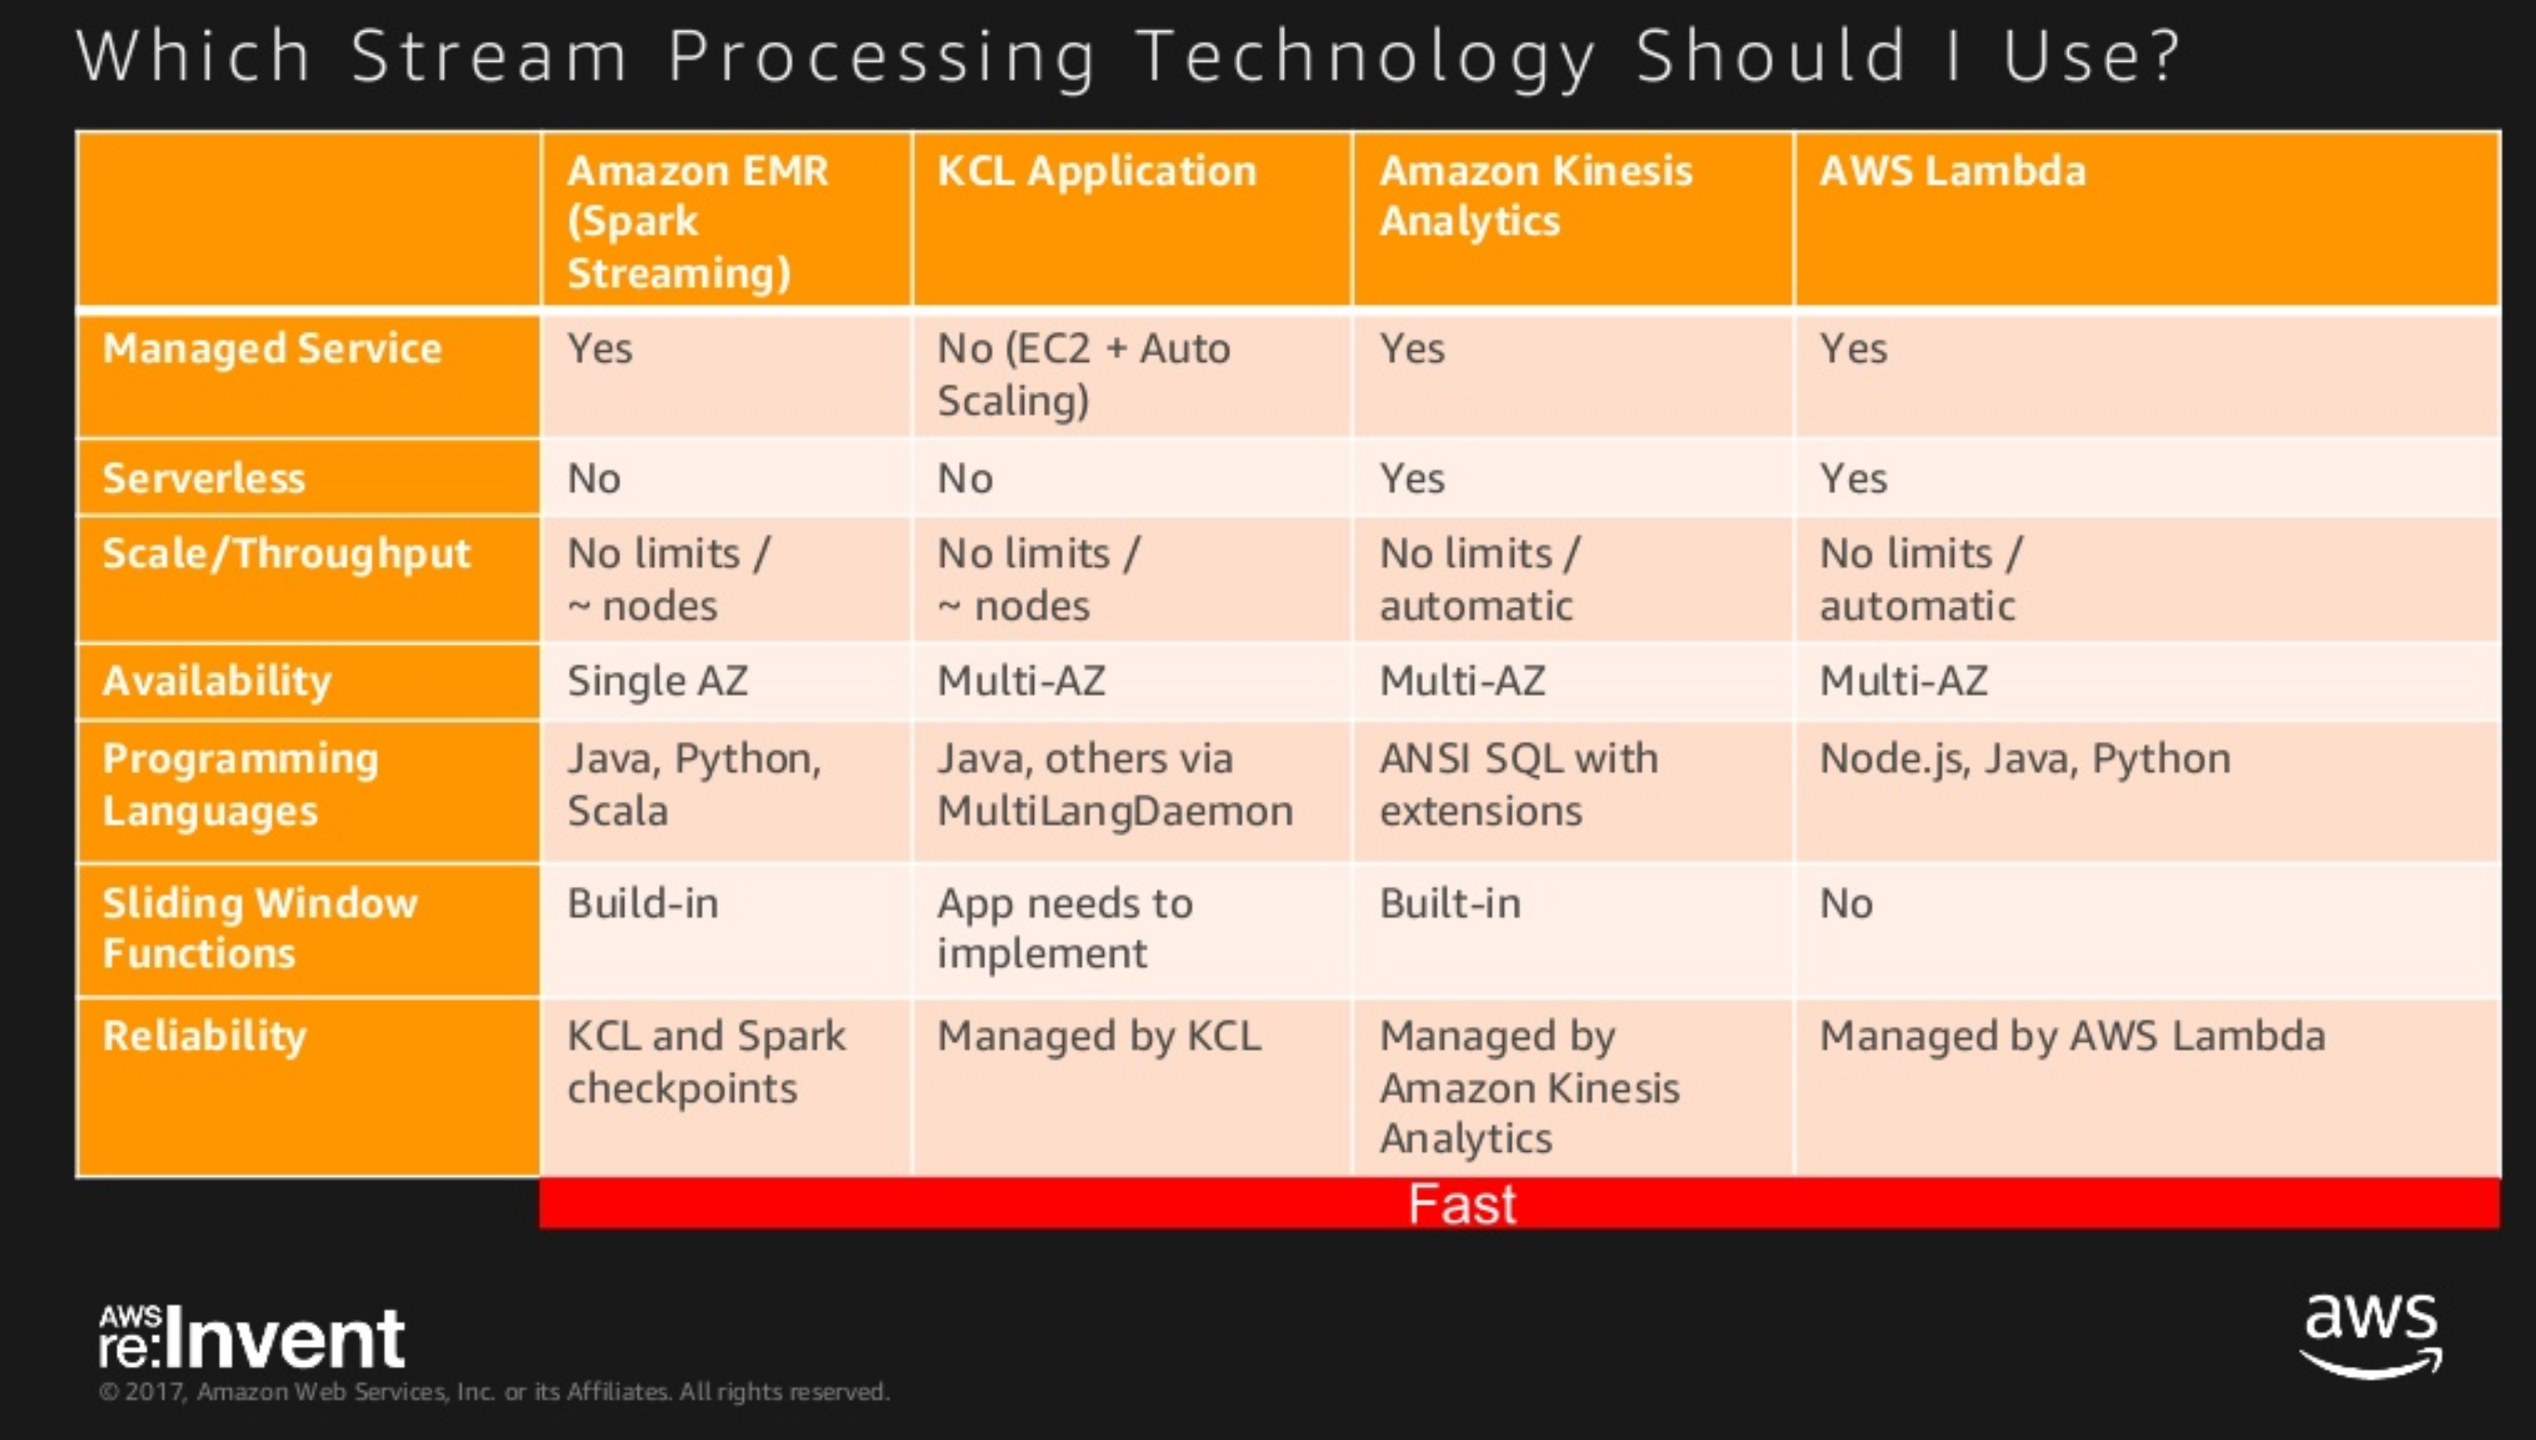 Which Stream Processing Technology Should I Use?
Amazon EMR
(Spark
Streaming)
KCL Application
Amazon Kinesis
Analytics
AWS Lambda
Managed Service
Yes
No (EC2 + Auto
Scaling)
Yes
Yes
Serverless
No
No
Yes
Yes
Scale/Throughput
No limits /
~ nodes
No limits /
~ nodes
No limits /
automatic
No limits /
automatic
Availability
Single AZ
Multi-AZ
Multi-AZ
Multi-AZ
Programming
Languages
Java, Python,
Scala
Java, others via
MultiLangDaemon
ANSI SQL with
extensions
Node.js, Java, Python
Sliding Window
Functions
Build-in
App needs to
implement
Built-in
No
Reliability
KCL and Spark
checkpoints
Managed by KCL
Managed by
Amazon Kinesis
Analytics
Managed by AWS Lambda
Fast
AWS
re:Invent
© 2017, Amazon Web Services, Inc. or its Affiliates. All rights reserved.
aws